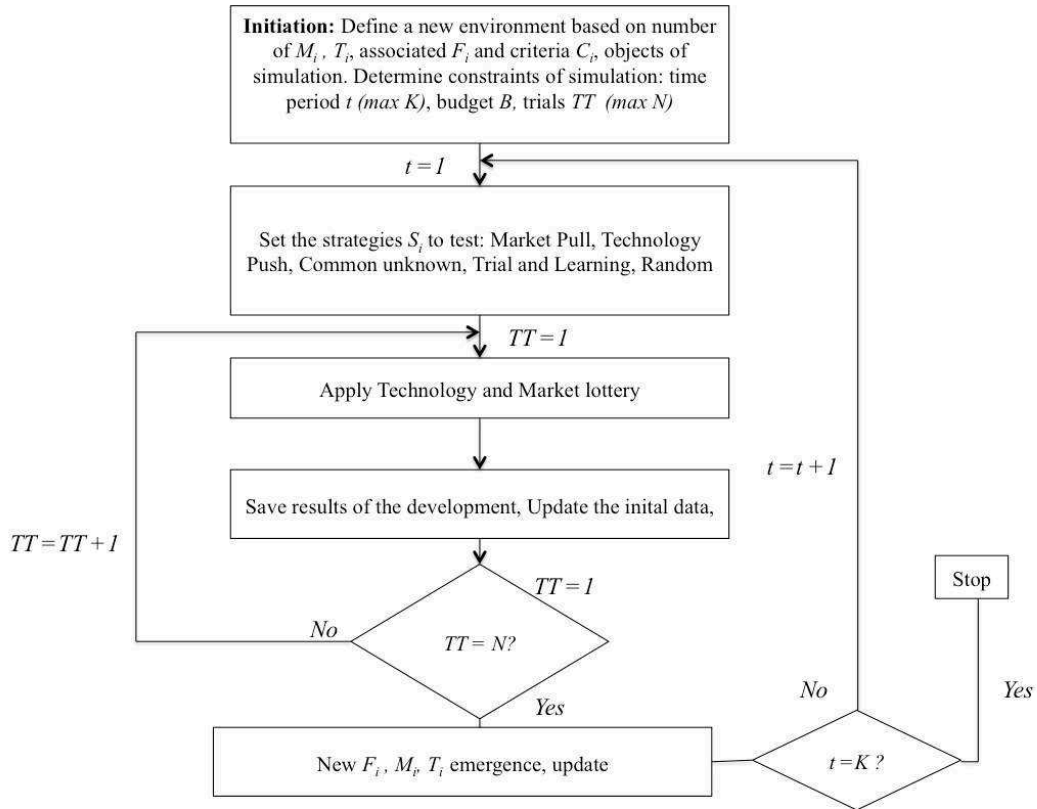 Initiation: Define a new environment based on number
of Mi , Ti, associated Fi and criteria Ci, objects of
simulation. Determine constraints of simulation: time
period t (max K), budget B, trials TT (max N)
t = 1
Set the strategies Si to test: Market Pull, Technology
Push, Common unknown, Trial and Learning, Random
TT = 1
Apply Technology and Market lottery
t = t + 1
Save results of the development, Update the inital data,
TT = TT + 1
TT = 1
Stop
No
TT = N?
Yes
No
Yes
New Fi , Mi, Ti emergence, update
t = K ?